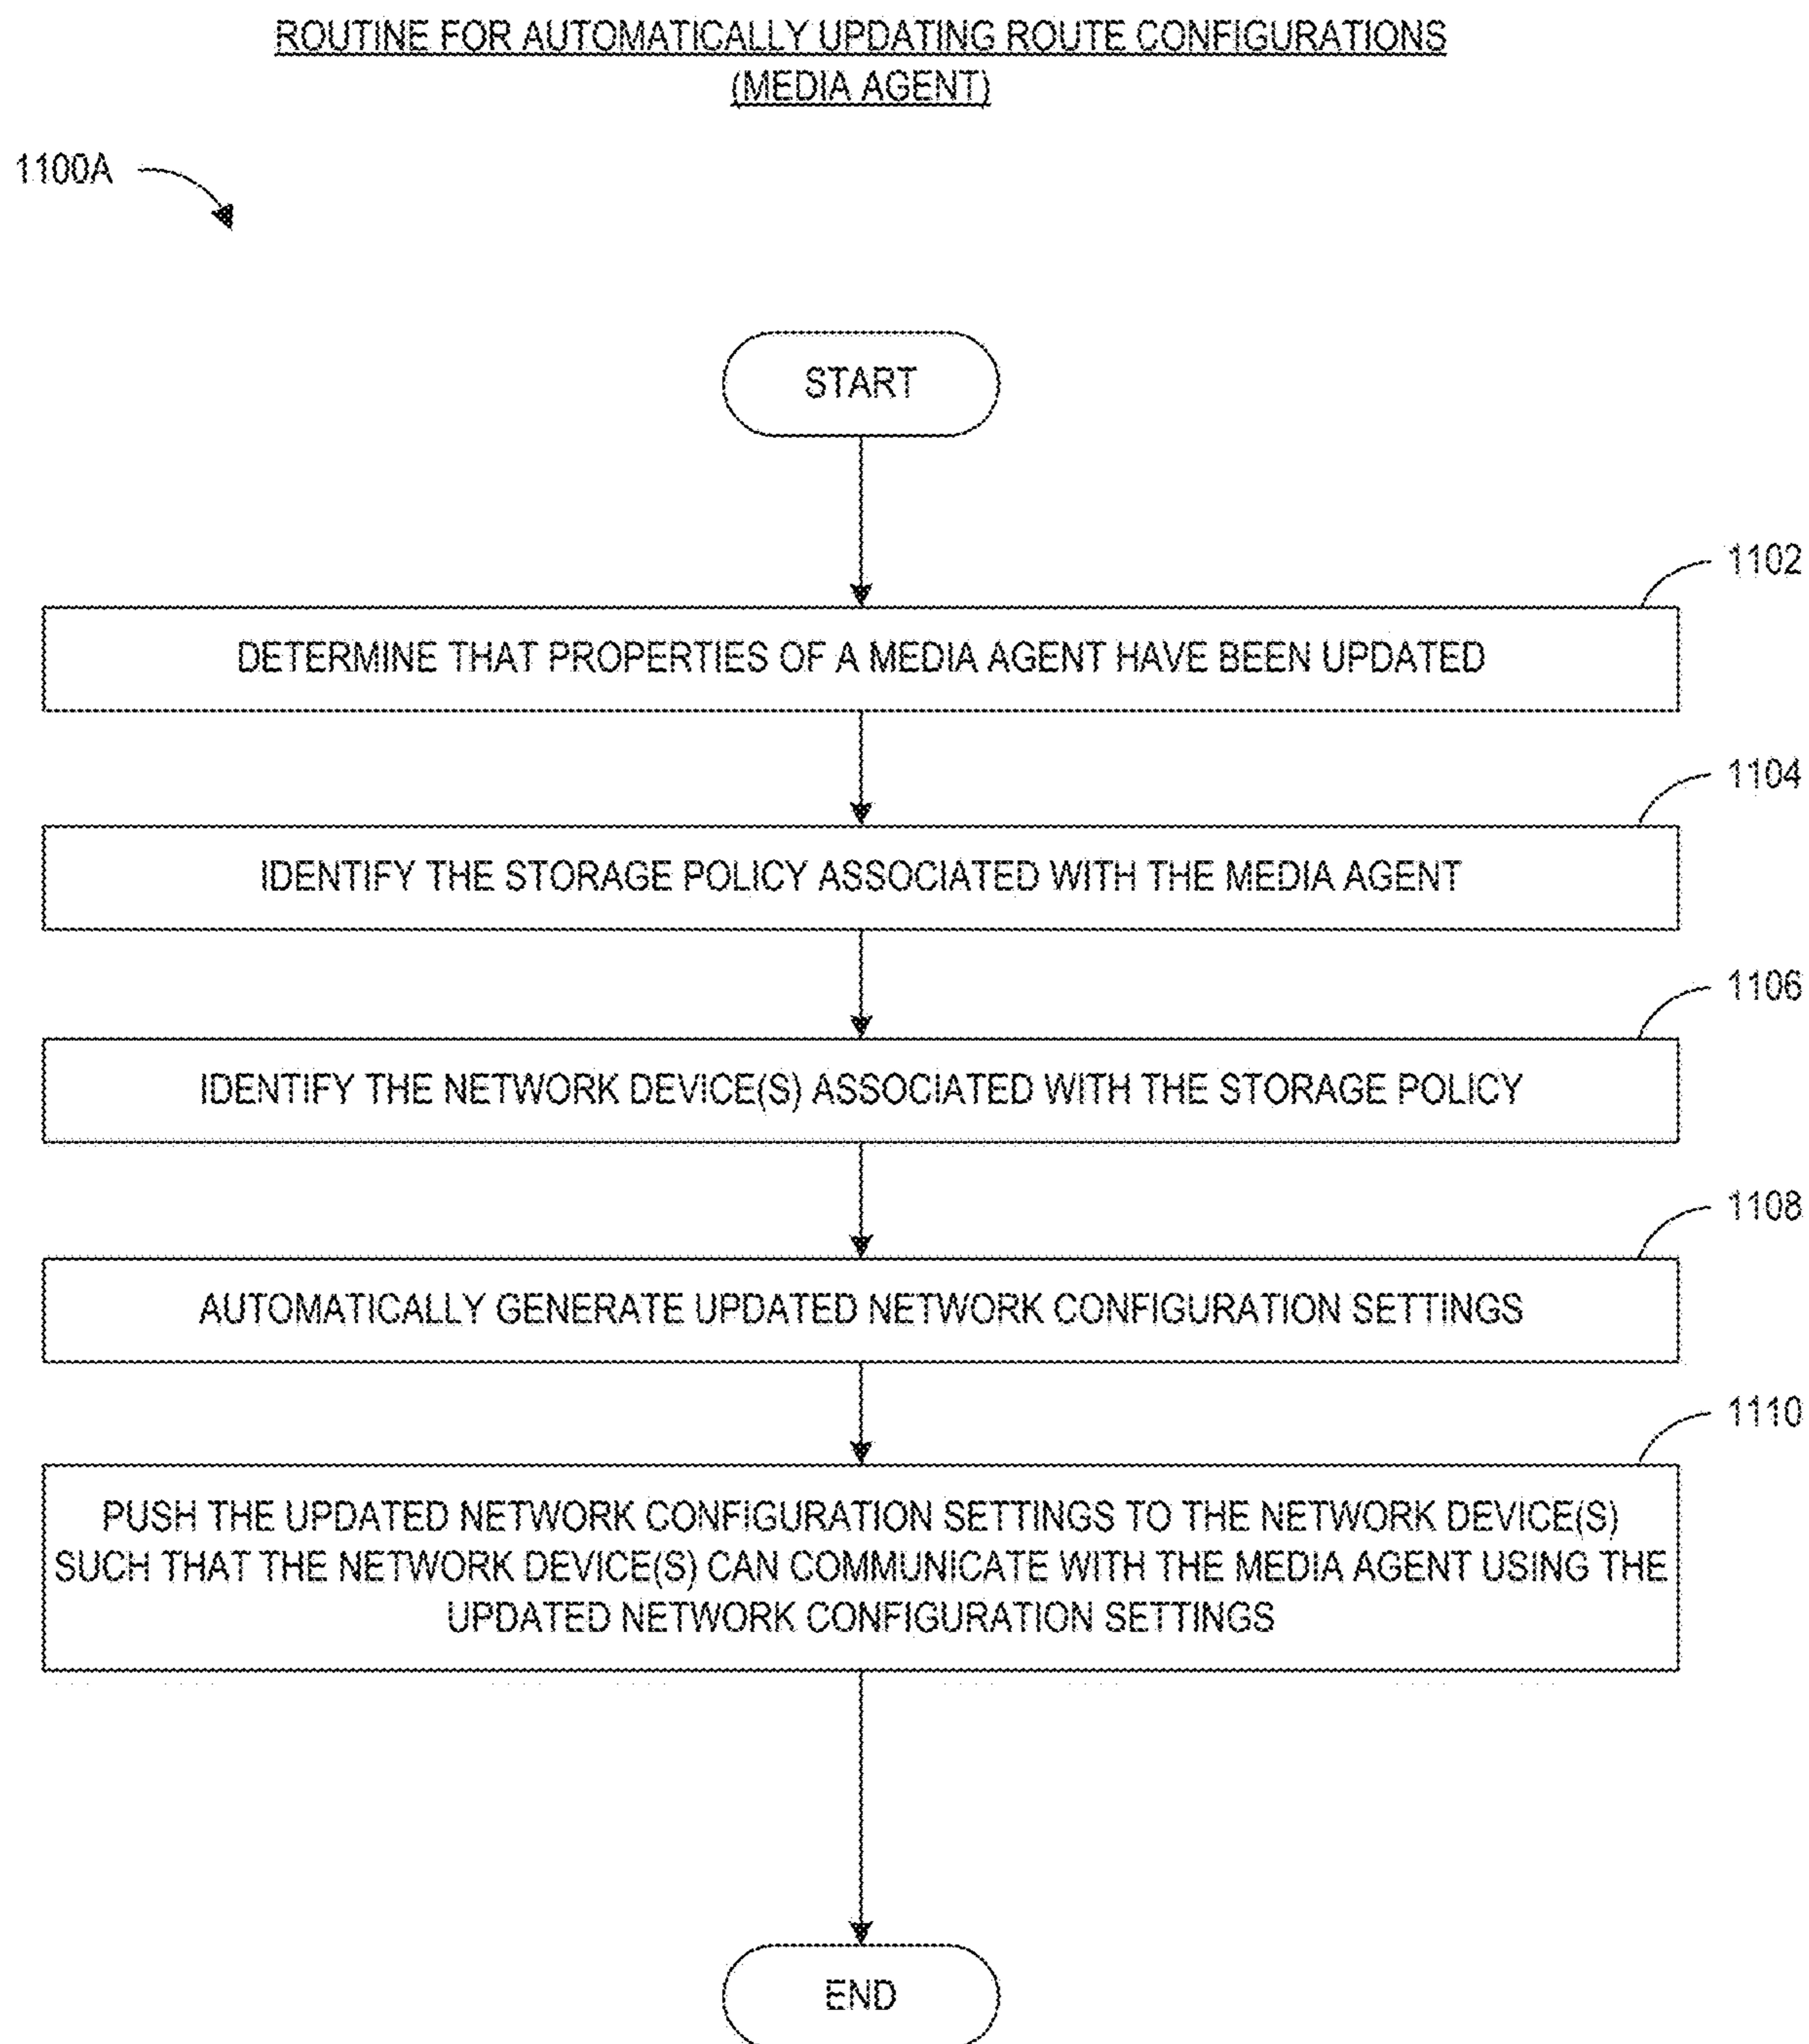 ROUTINE FOR AUTOMATICALLY UPDATING ROUTE CONFIGURATIONS
(MEDIA AGENT)
1100A
START
1102
DETERMINE THAT PROPERTIES OF A MEDIA AGENT HAVE BEEN UPDATED
1104
IDENTIFY THE STORAGE POLICY ASSOCIATED WITH THE MEDIA AGENT
1106
IDENTIFY THE NETWORK DEVICE(S) ASSOCIATED WITH THE STORAGE POLICY
1108
AUTOMATICALLY GENERATE UPDATED NETWORK CONFIGURATION SETTINGS
1110
PUSH THE UPDATED NETWORK CONFIGURATION SETTINGS TO THE NETWORK DEVICE(S)
SUCH THAT THE NETWORK DEVICE(S) CAN COMMUNICATE WITH THE MEDIA AGENT USING THE
UPDATED NETWORK CONFIGURATION SETTINGS
END